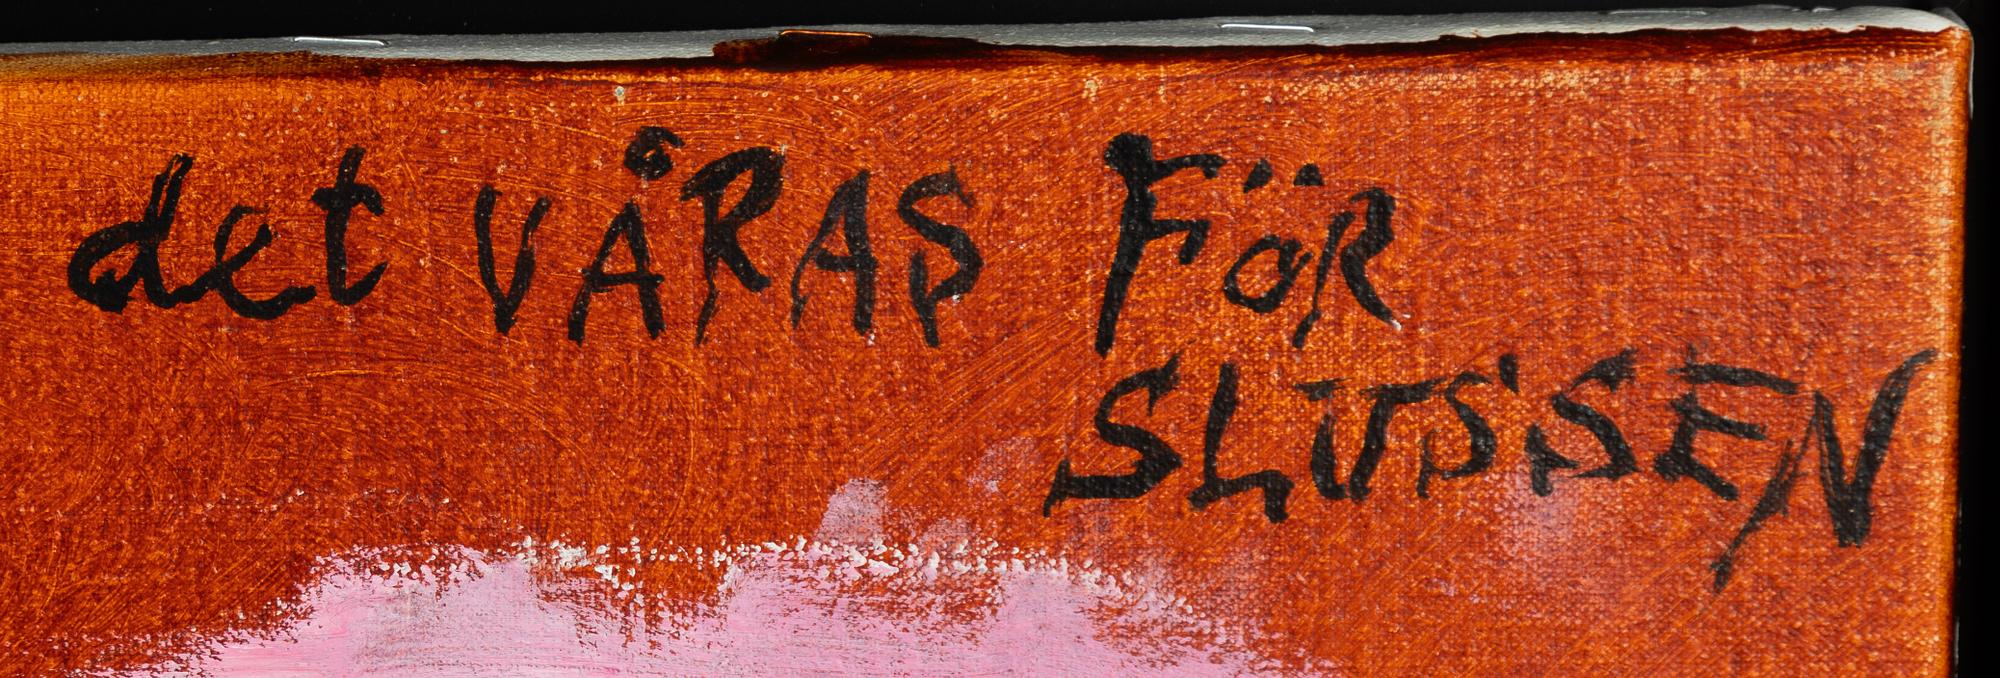 det VÅRAS FöR
SLUSSEN